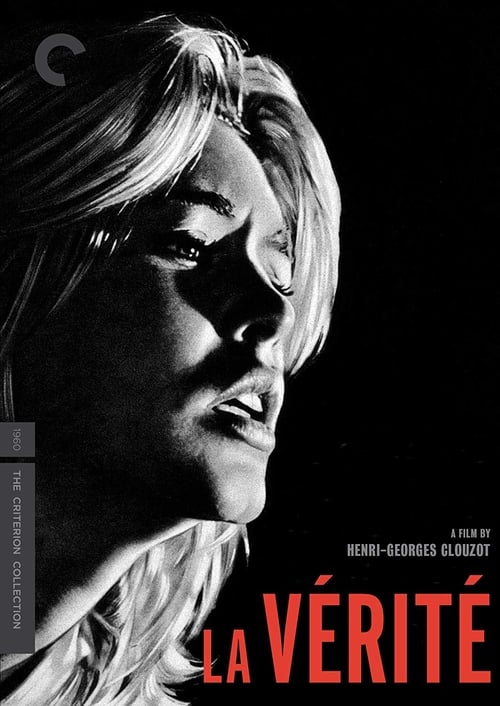 1960
THE CRITERION COLLECTION
A FILM BY
HENRI-GEORGES CLOUZOT
LA VÉRITÉ